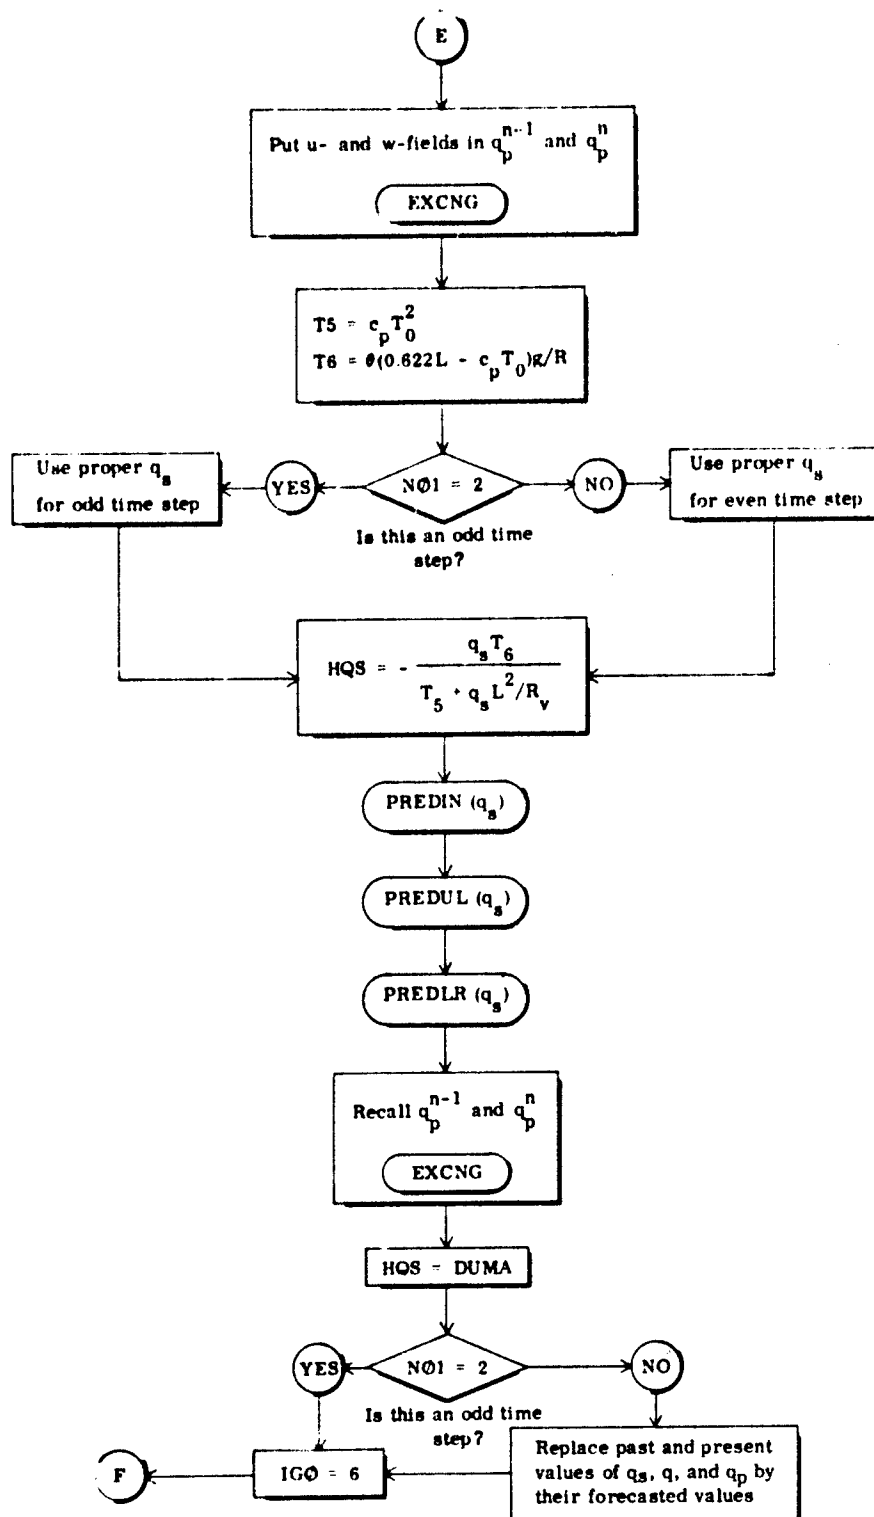 E
Put u- and w-fields in q_p^{n-1} and q_p^n
EXCNG
T5 = c_p T_0^2
T6 = θ(0.622L - c_p T_0)g/R
Use proper q_s
for odd time step
YES
NØ1 = 2
NO
Use proper q_s
for even time step
Is this an odd time
step?
HQS = - q_s T_6 / T_5 + q_s L^2/R_v
PREDIN (q_s)
PREDUL (q_s)
PREDLR (q_s)
Recall q_p^{n-1} and q_p^n
EXCNG
HQS = DUMA
YES
NØ1 = 2
NO
Is this an odd time
step?
F
IGØ = 6
Replace past and present
values of q_s, q, and q_p by
their forecasted values